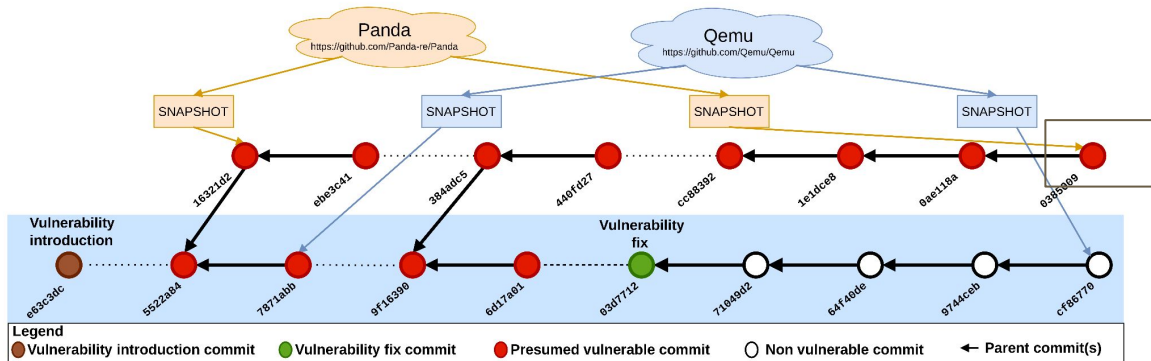 Panda
https://github.com/Panda-re/Panda
Qemu
https://github.com/Qemu/Qemu
SNAPSHOT
SNAPSHOT
SNAPSHOT
SNAPSHOT
16321d2
ebe3c41
384adc5
440fd27
cc88392
1e1dce8
0ae118a
0385009
Vulnerability
introduction
Vulnerability
fix
e63c3dc
5522a84
7871abb
9f16390
6d17a01
03d7712
71049d2
64f40de
9744ceb
cf86770
Legend
Vulnerability introduction commit
Vulnerability fix commit
Presumed vulnerable commit
Non vulnerable commit
Parent commit(s)